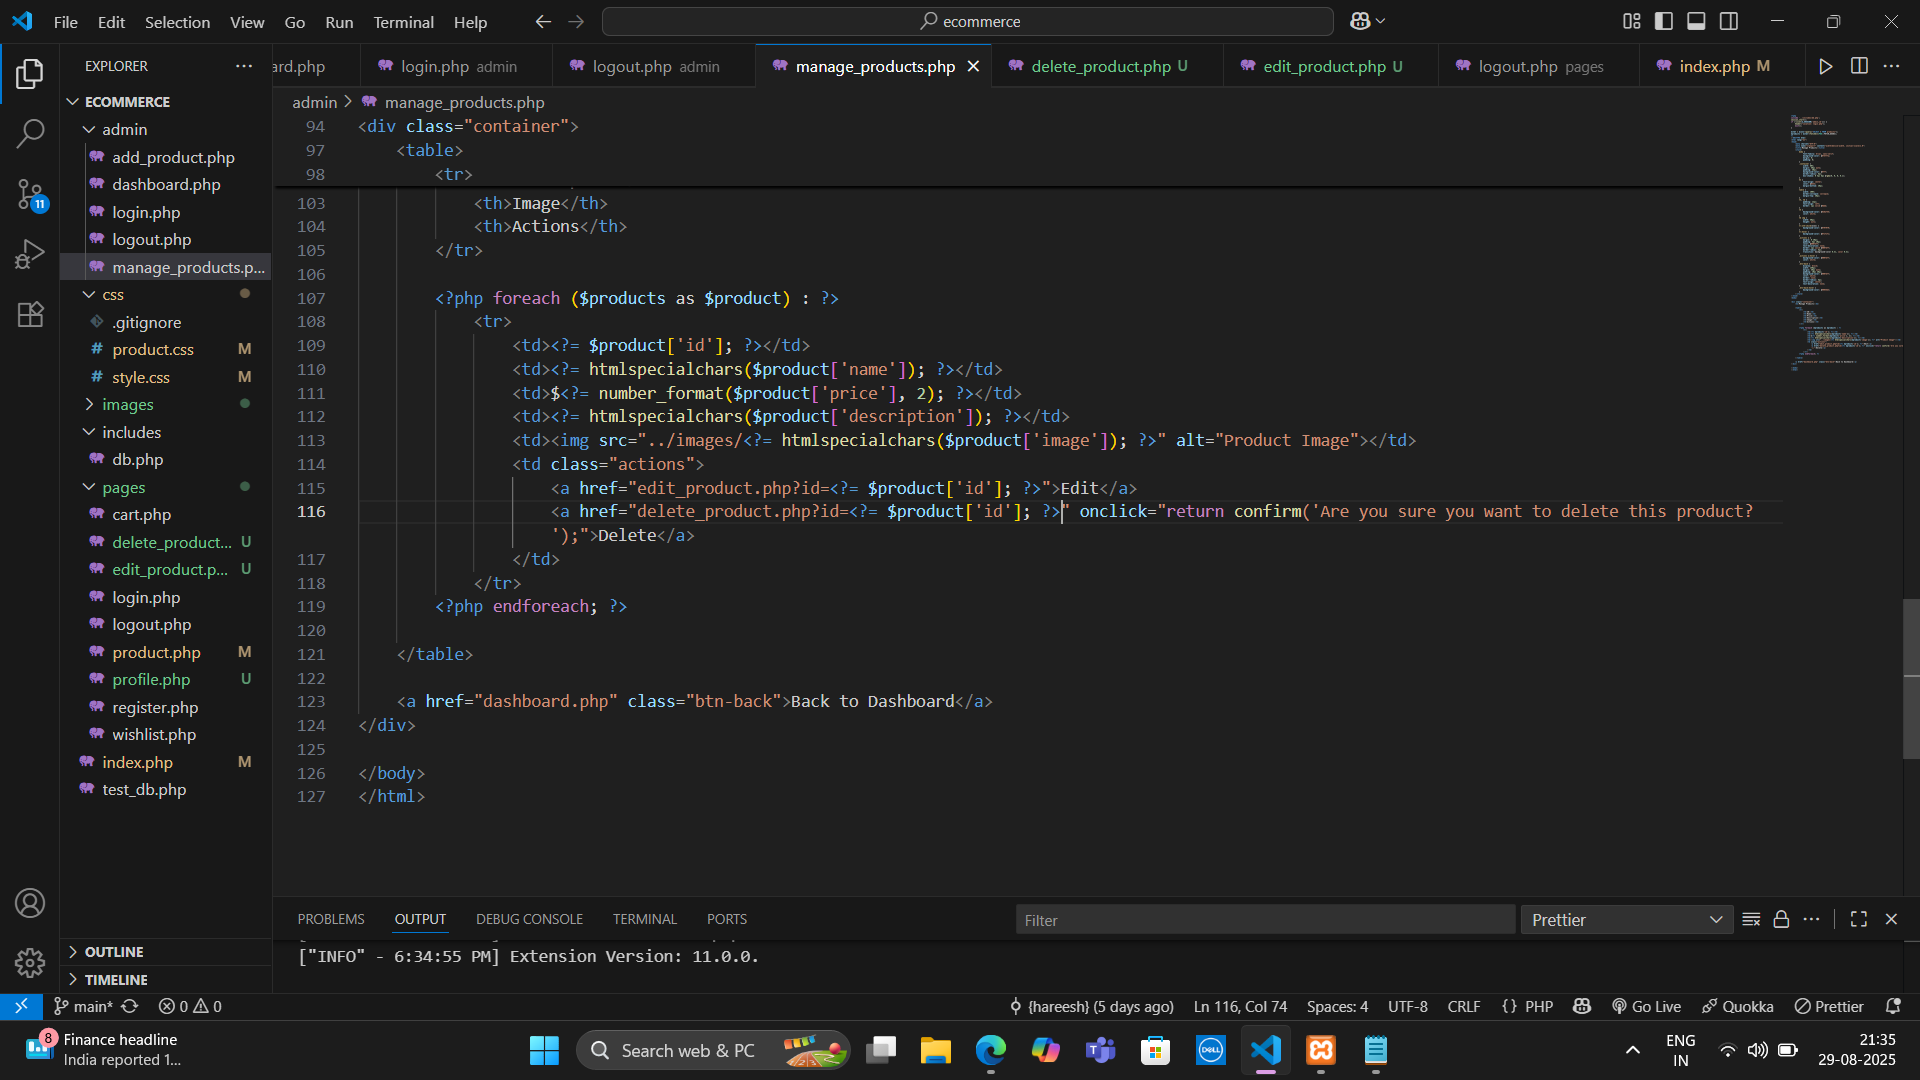 File Edit Selection View Go Run Terminal Help
ecommerce
EXPLORER
ard.php
login.php admin
logout.php admin
manage_products.php
delete_product.php U
edit_product.php U
logout.php pages
index.php M
admin > manage_products.php
ECOMMERCE
admin
add_product.php
dashboard.php
login.php
logout.php
manage_products.p...
css
.gitignore
product.css M
style.css M
images
includes
db.php
pages
cart.php
delete_product... U
edit_product.p... U
login.php
logout.php
product.php M
profile.php U
register.php
wishlist.php
index.php M
test_db.php
OUTLINE
TIMELINE
11
94 <div class="container">
97 <table>
98 <tr>
103 <th>Image</th>
104 <th>Actions</th>
105 </tr>
106
107 <?php foreach ($products as $product) : ?>
108 <tr>
109 <td><?= $product['id']; ?></td>
110 <td><?= htmlspecialchars($product['name']); ?></td>
111 <td>$<?= number_format($product['price'], 2); ?></td>
112 <td><?= htmlspecialchars($product['description']); ?></td>
113 <td><img src="../images/<?= htmlspecialchars($product['image']); ?>" alt="Product Image"></td>
114 <td class="actions">
115 <a href="edit_product.php?id=<?= $product['id']; ?>">Edit</a>
116 <a href="delete_product.php?id=<?= $product['id']; ?>" onclick="return confirm('Are you sure you want to delete this product?
');">Delete</a>
117 </td>
118 </tr>
119 <?php endforeach; ?>
120
121 </table>
122
123 <a href="dashboard.php" class="btn-back">Back to Dashboard</a>
124 </div>
125
126 </body>
127 </html>
PROBLEMS OUTPUT DEBUG CONSOLE TERMINAL PORTS
Filter
Prettier
["INFO" - 6:34:55 PM] Extension Version: 11.0.0.
main* 0 0
{hareesh} (5 days ago) Ln 116, Col 74 Spaces: 4 UTF-8 CRLF {} PHP Go Live Quokka Prettier
8
Finance headline
India reported 1...
Search web & PC
DELL
ENG
IN
21:35
29-08-2025